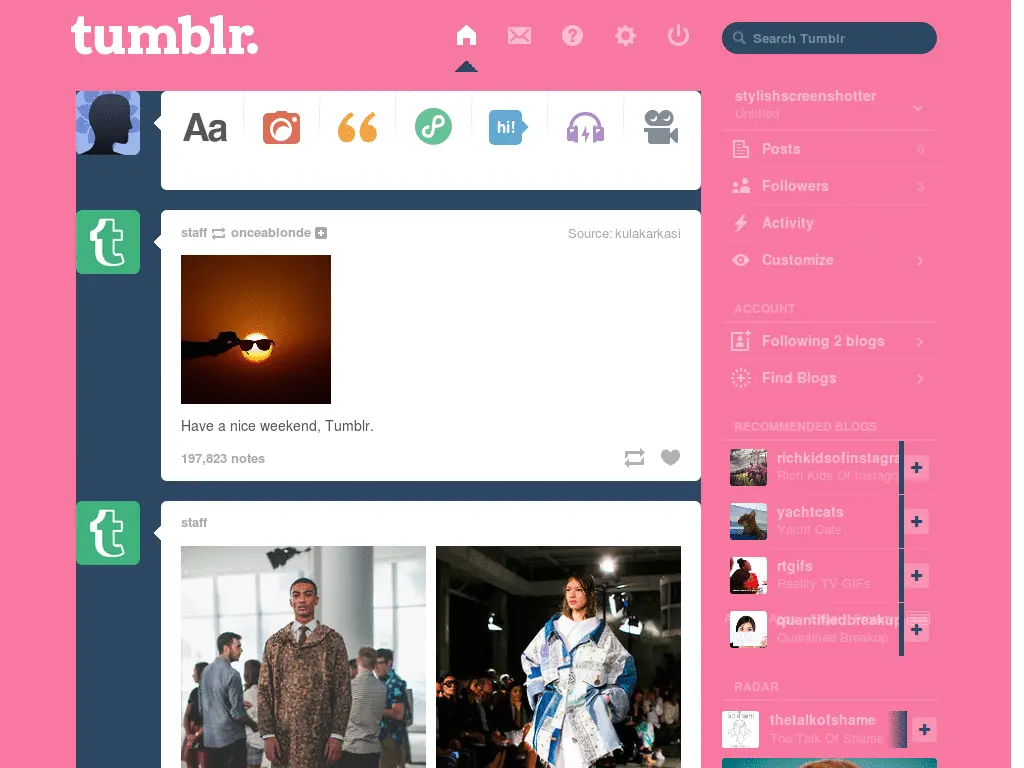 tumblr.
Search Tumblr
Aa
hi!
staff onceablonde
Source: kulakarkasi
Have a nice weekend, Tumblr.
197,823 notes
staff
stylishscreenshotter
Untitled
Posts 0
Followers 3
Activity
Customize
ACCOUNT
Following 2 blogs
Find Blogs
RECOMMENDED BLOGS
richkidsofinstagra
Rich Kids Of Instagr
yachtcats
Yacht Cats
rtgifs
Reality TV GIFs
quantifiedbreakup
Quantified Breakup
RADAR
thetalkofshame
The Talk Of Shame